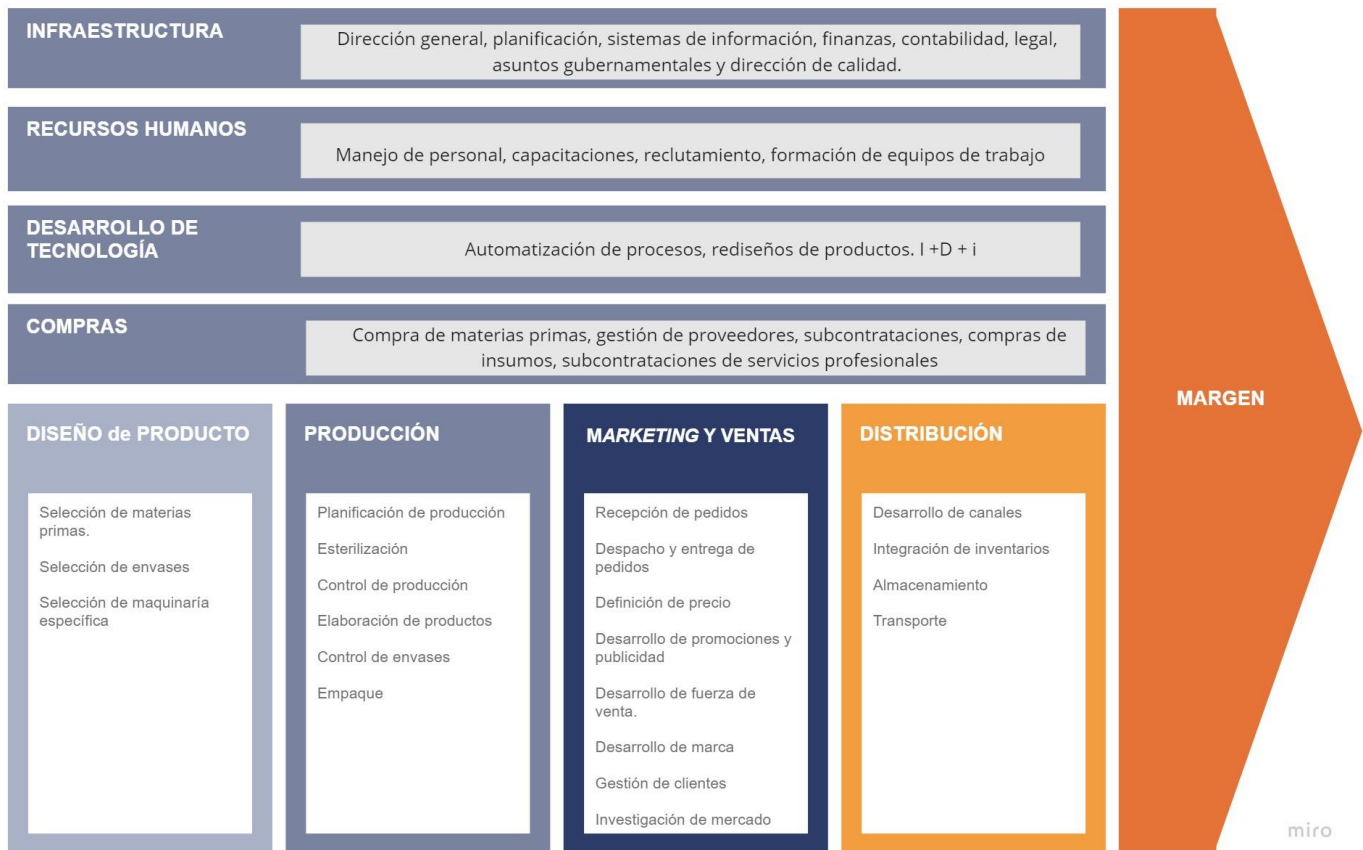 INFRAESTRUCTURA
Dirección general, planificación, sistemas de información, finanzas, contabilidad, legal,
asuntos gubernamentales y dirección de calidad.
RECURSOS HUMANOS
Manejo de personal, capacitaciones, reclutamiento, formación de equipos de trabajo
DESARROLLO DE
TECNOLOGÍA
Automatización de procesos, rediseños de productos. I +D + i
COMPRAS
Compra de materias primas, gestión de proveedores, subcontrataciones, compras de
insumos, subcontrataciones de servicios profesionales
MARGEN
DISEÑO de PRODUCTO
Selección de materias
primas.
Selección de envases
Selección de maquinaría
específica
PRODUCCIÓN
Planificación de producción
Esterilización
Control de producción
Elaboración de productos
Control de envases
Empaque
MARKETING Y VENTAS
Recepción de pedidos
Despacho y entrega de
pedidos
Definición de precio
Desarrollo de promociones y
publicidad
Desarrollo de fuerza de
venta.
Desarrollo de marca
Gestión de clientes
Investigación de mercado
DISTRIBUCIÓN
Desarrollo de canales
Integración de inventarios
Almacenamiento
Transporte
miro